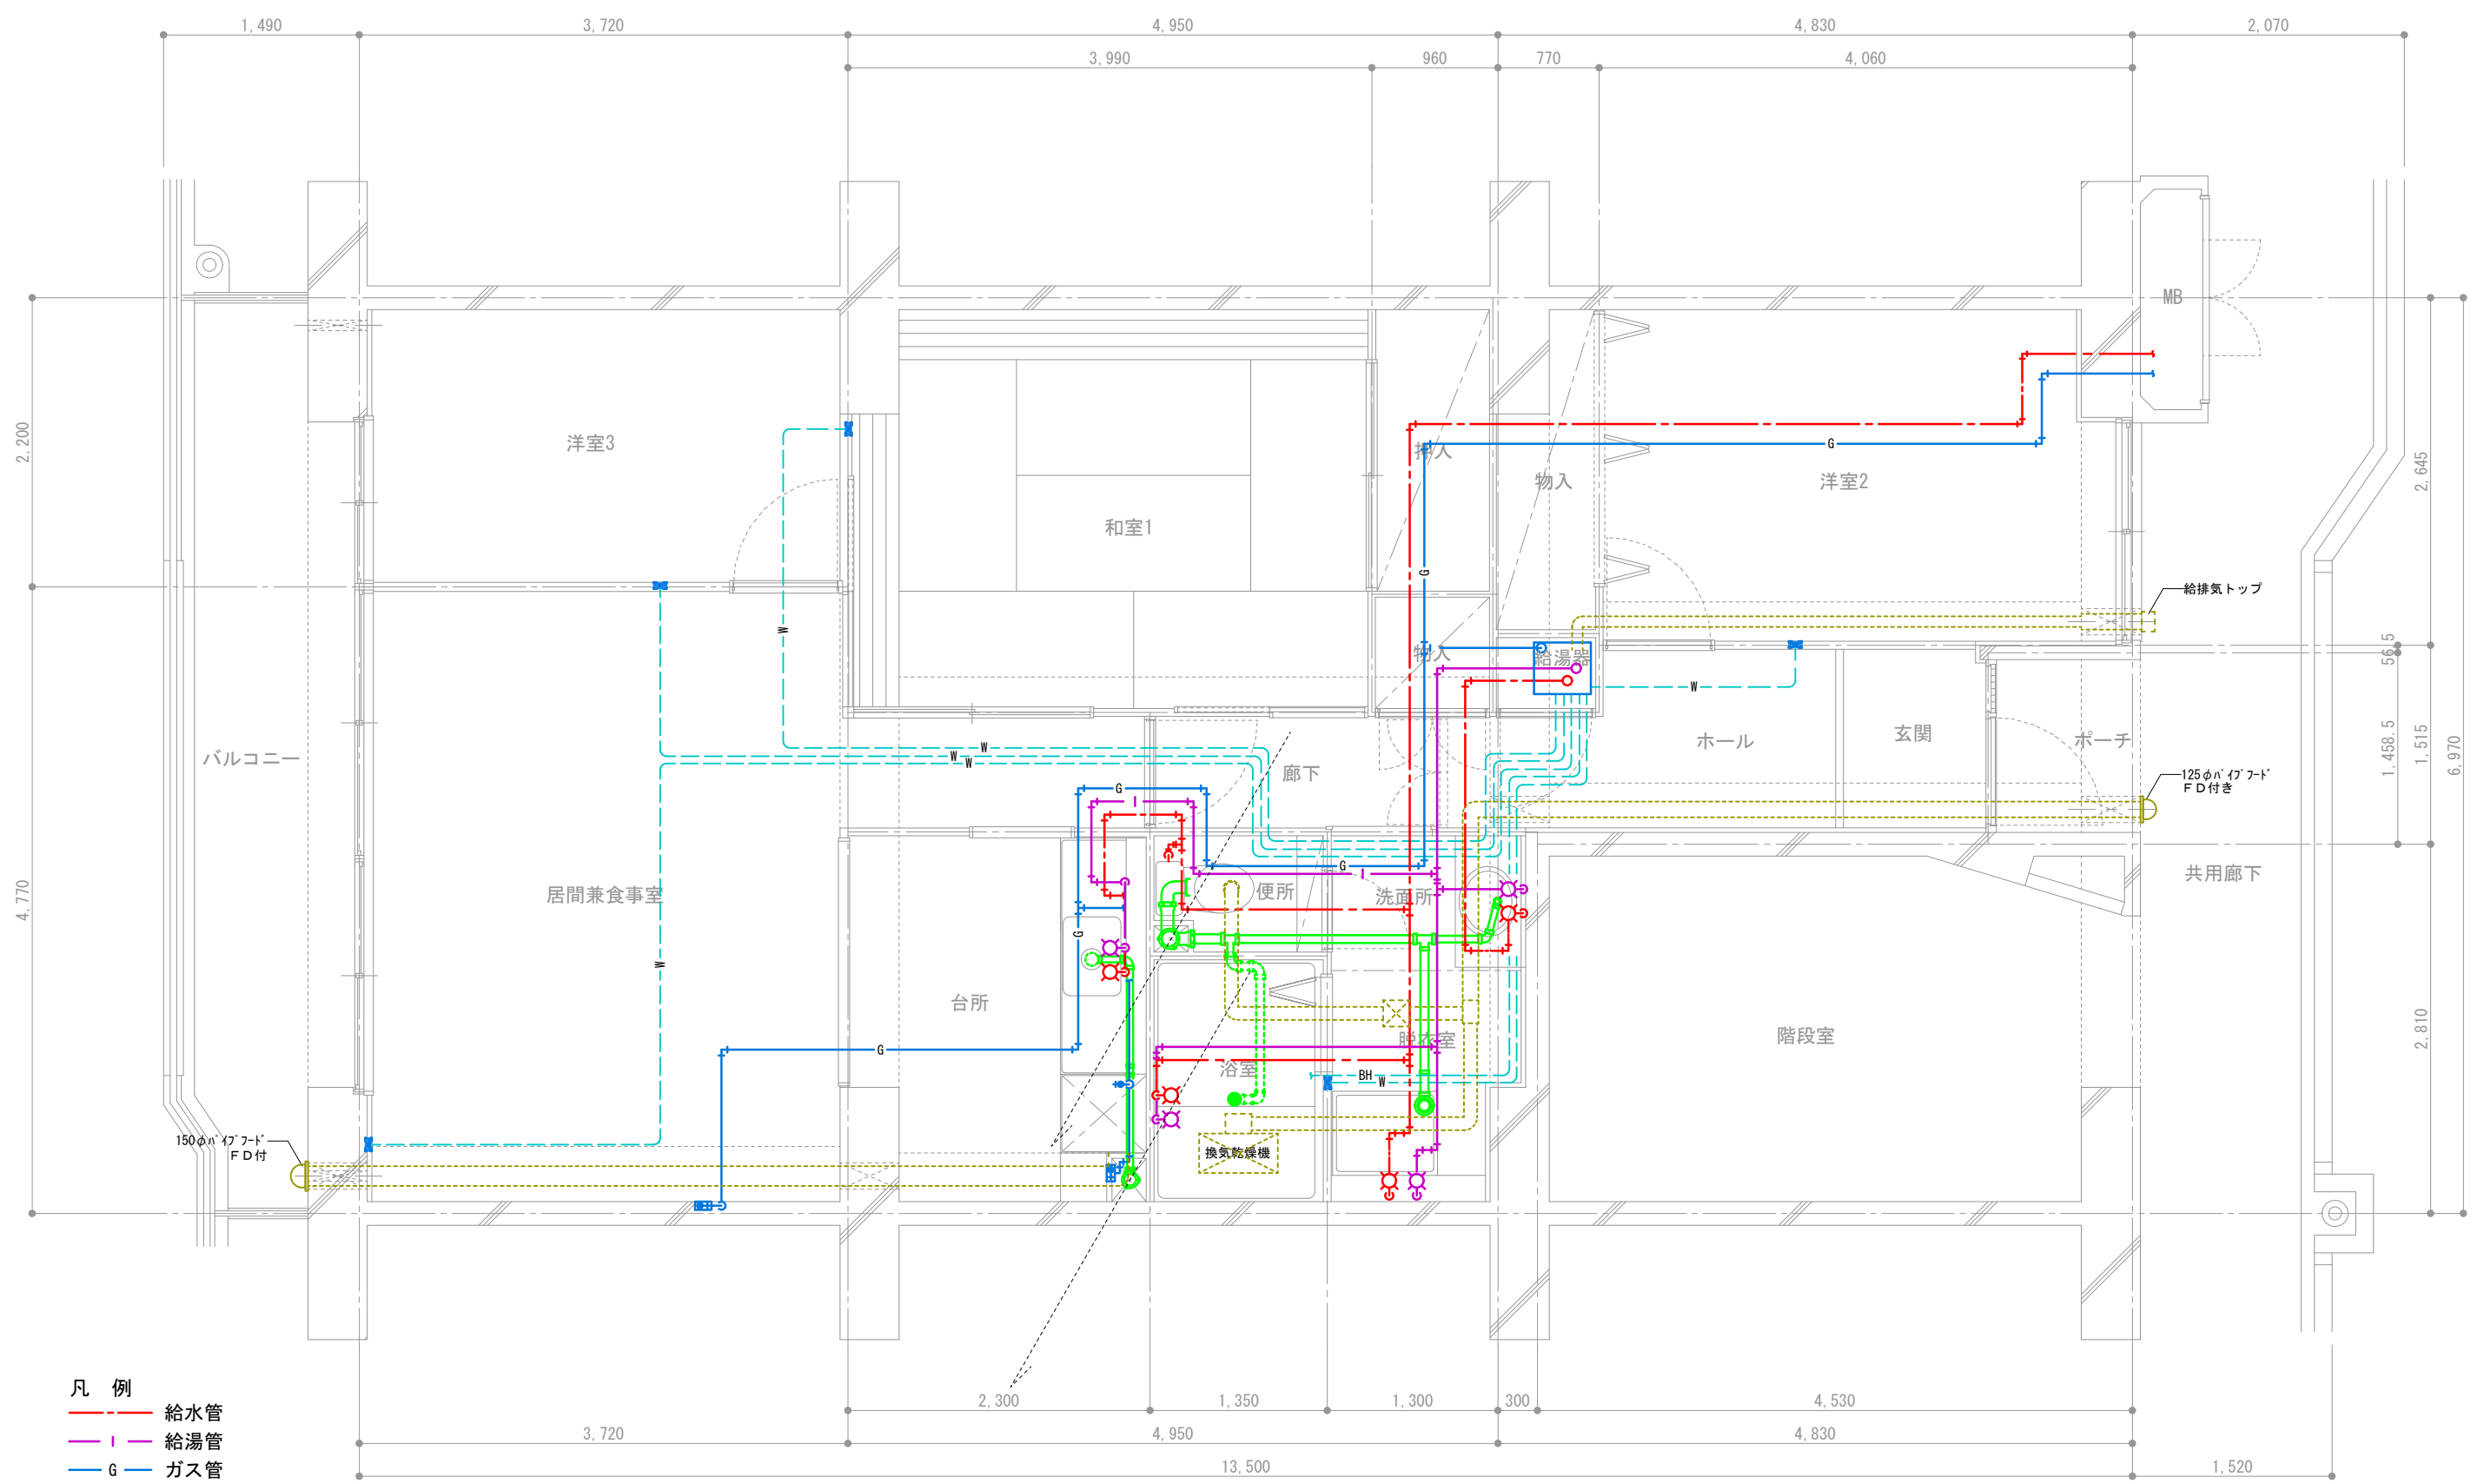 1,490
3,720
4,950
4,830
2,070
3,990
960
770
4,060
MB
2,200
4,770
2,645
56.5
1,458.5
1,515
6,970
2,810
洋室3
和室1
押入
物入
洋室2
G
G
給排気トップ
W
物入
給湯器
W
バルコニー
W
W
W
廊下
ホール
玄関
ポーチ
125φパイプフード
FD付き
G
I
G
I
居間兼食事室
便所
洗面所
共用廊下
G
W
台所
脱衣室
階段室
G
浴室
BH
W
150φパイプフード
FD付
換気乾燥機
凡 例
給水管
I 給湯管
G ガス管
2,300
1,350
1,300
300
4,530
3,720
4,950
4,830
13,500
1,520